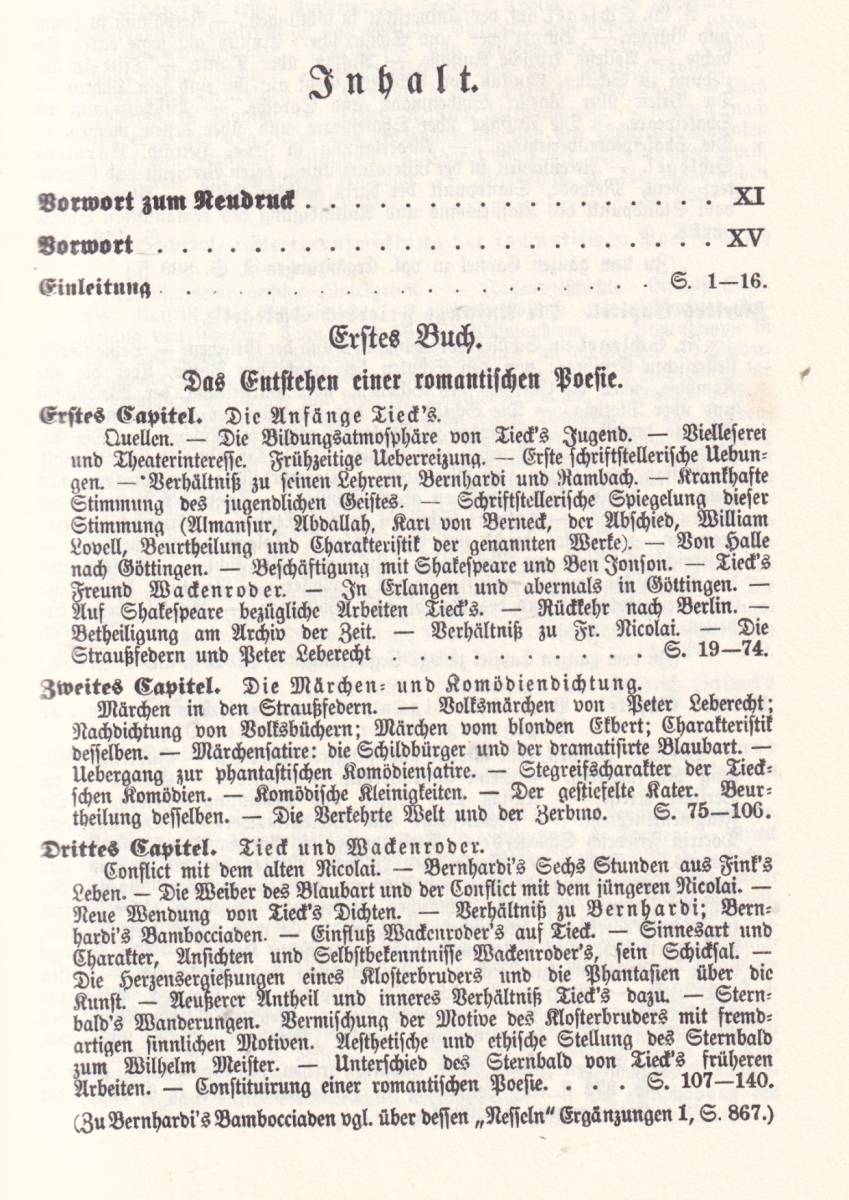 Inhalt.
Vorwort zum Neudruck . . . . . . . . . . . . . . . . . XI
Vorwort . . . . . . . . . . . . . . . . . . . . . . . . XV
Einleitung . . . . . . . . . . . . . . . . . . . . . S. 1—16.
Erstes Buch.
Das Entstehen einer romantischen Poesie.
Erstes Capitel. Die Anfänge Tieck's.
Quellen. — Die Bildungsatmosphäre von Tieck's Jugend. — Vielleserei
und Theaterinteresse. Frühzeitige Ueberreizung. — Erste schriftstellerische Uebun-
gen. — Verhältniß zu seinen Lehrern, Bernhardi und Rambach. — Krankhafte
Stimmung des jugendlichen Geistes. — Schriftstellerische Spiegelung dieser
Stimmung (Almansur, Abdallah, Karl von Berneck, der Abschied, William
Lovell, Beurtheilung und Charakteristik der genannten Werke). — Von Halle
nach Göttingen. — Beschäftigung mit Shakespeare und Ben Jonson. — Tieck's
Freund Wackenroder. — In Erlangen und abermals in Göttingen. —
Auf Shakespeare bezügliche Arbeiten Tieck's. — Rückkehr nach Berlin. —
Betheiligung am Archiv der Zeit. — Verhältniß zu Fr. Nicolai. — Die
Straußfedern und Peter Leberecht . . . . . . . . . . . S. 19—74.
Zweites Capitel. Die Märchen- und Komödiendichtung.
Märchen in den Straußfedern. — Volksmärchen von Peter Leberecht;
Nachdichtung von Volksbüchern; Märchen vom blonden Ekbert; Charakteristik
desselben. — Märchensatire: die Schildbürger und der dramatisirte Blaubart. —
Uebergang zur phantastischen Komödiensatire. — Stegreifscharakter der Tieck-
schen Komödien. — Komödische Kleinigkeiten. — Der gestiefelte Kater. Beur-
theilung desselben. — Die Verkehrte Welt und der Zerbino. S. 75—106.
Drittes Capitel. Tieck und Wackenroder.
Conflict mit dem alten Nicolai. — Bernhardi's Sechs Stunden aus Fink's
Leben. — Die Weiber des Blaubart und der Conflict mit dem jüngeren Nicolai. —
Neue Wendung von Tieck's Dichten. — Verhältniß zu Bernhardi; Bern-
hardi's Bambocciaden. — Einfluß Wackenroder's auf Tieck. — Sinnesart und
Charakter, Ansichten und Selbstbekenntnisse Wackenroder's, sein Schicksal. —
Die Herzensergießungen eines Klosterbruders und die Phantasien über die
Kunst. — Aeußerer Antheil und inneres Verhältniß Tieck's dazu. — Stern-
bald's Wanderungen. Vermischung der Motive des Klosterbruders mit fremd-
artigen sinnlichen Motiven. Aesthetische und ethische Stellung des Sternbald
zum Wilhelm Meister. — Unterschied des Sternbald von Tieck's früheren
Arbeiten. — Constituirung einer romantischen Poesie. . . . . S. 107—140.
(Zu Bernhardi's Bambocciaden vgl. über dessen „Nesseln“ Ergänzungen 1, S. 867.)